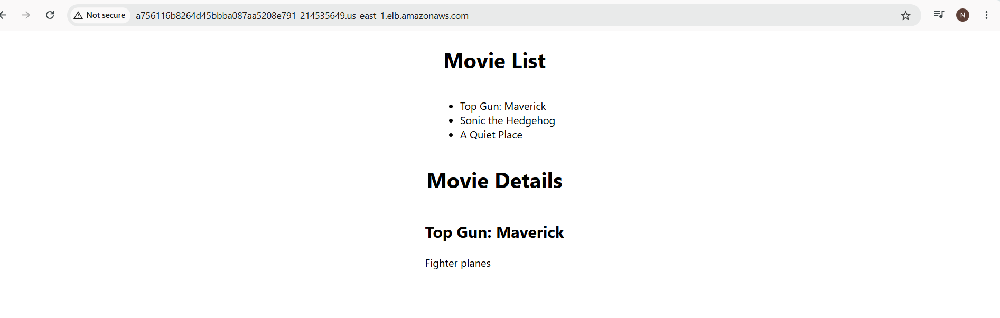 Not secure a756116b8264d45bbba087aa5208e791-214535649.us-east-1.elb.amazonaws.com N
Movie List
Top Gun: Maverick
Sonic the Hedgehog
A Quiet Place
Movie Details
Top Gun: Maverick
Fighter planes